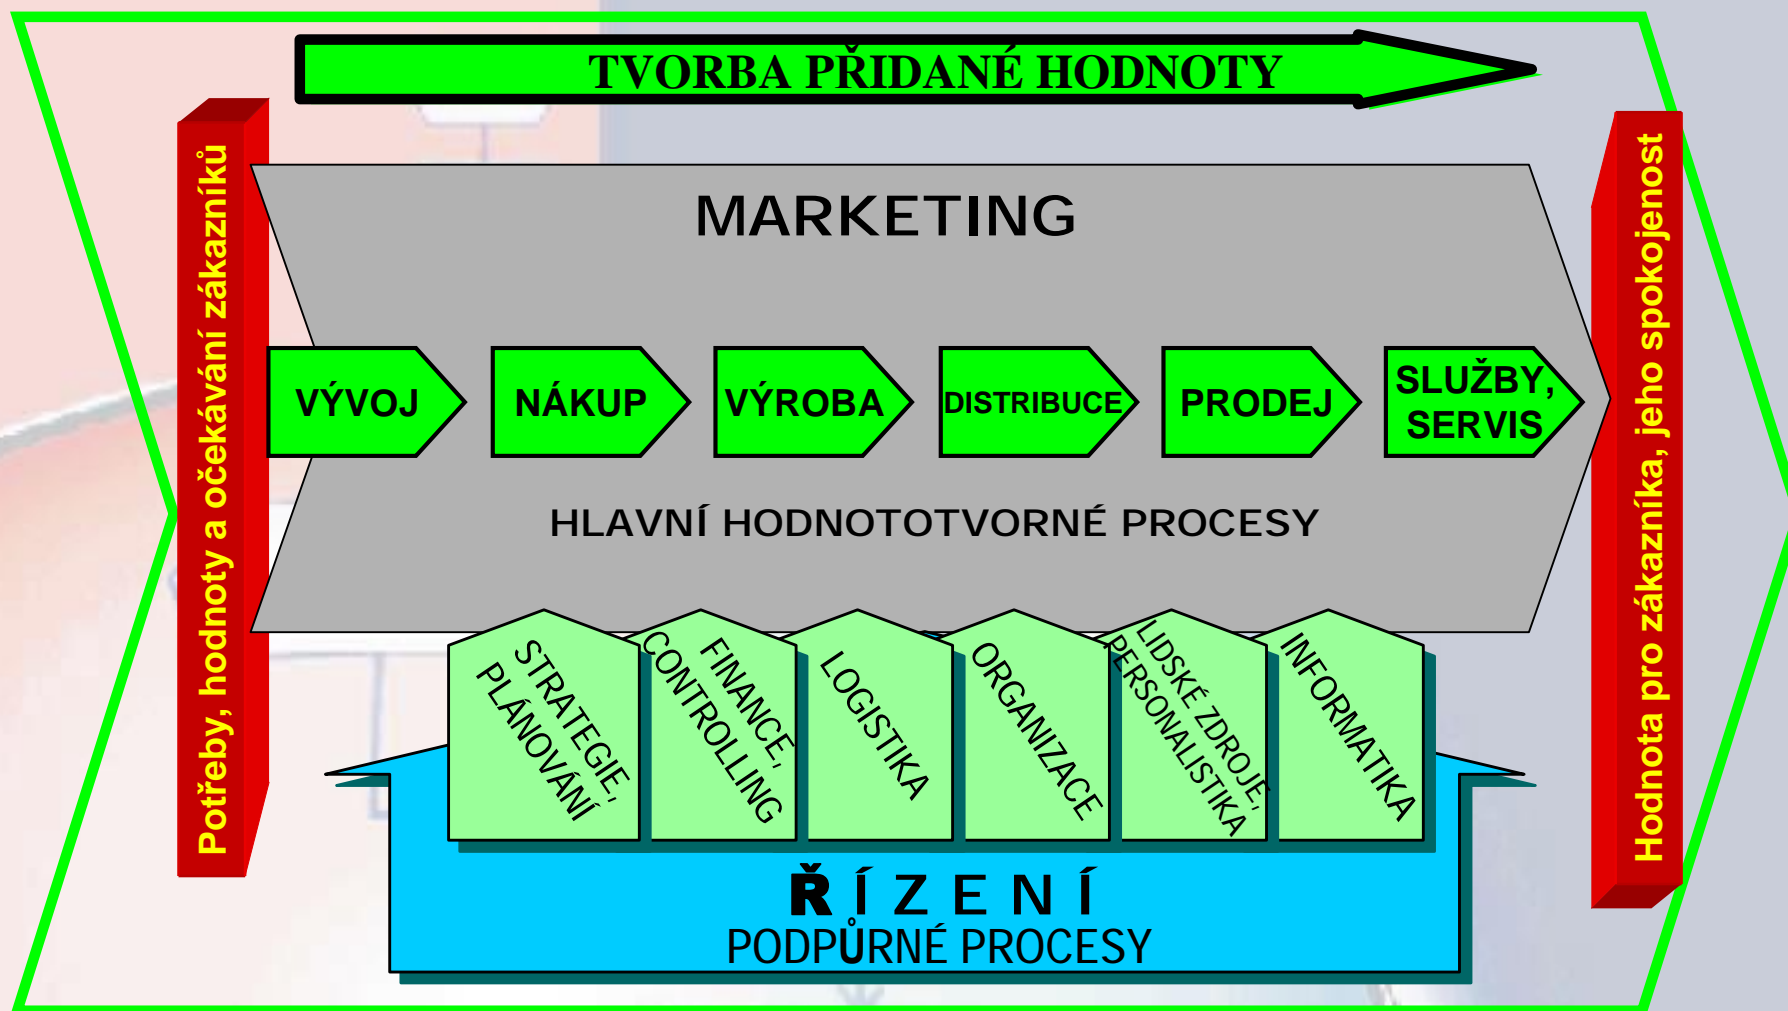 TVORBA PŘIDANÉ HODNOTY
Potřeby, hodnoty a očekávání zákazníků
MARKETING
VÝVOJ
NÁKUP
VÝROBA
DISTRIBUCE
PRODEJ
SLUŽBY,
SERVIS
HLAVNÍ HODNOTOTVORNÉ PROCESY
Hodnota pro zákazníka, jeho spokojenost
STRATEGIE,
PLÁNOVÁNÍ
FINANCE,
CONTROLLING
LOGISTIKA
ORGANIZACE
LIDSKÉ ZDROJE,
PERSONALISTIKA
INFORMATIKA
Ř Í Z E N Í
PODPŮRNÉ PROCESY